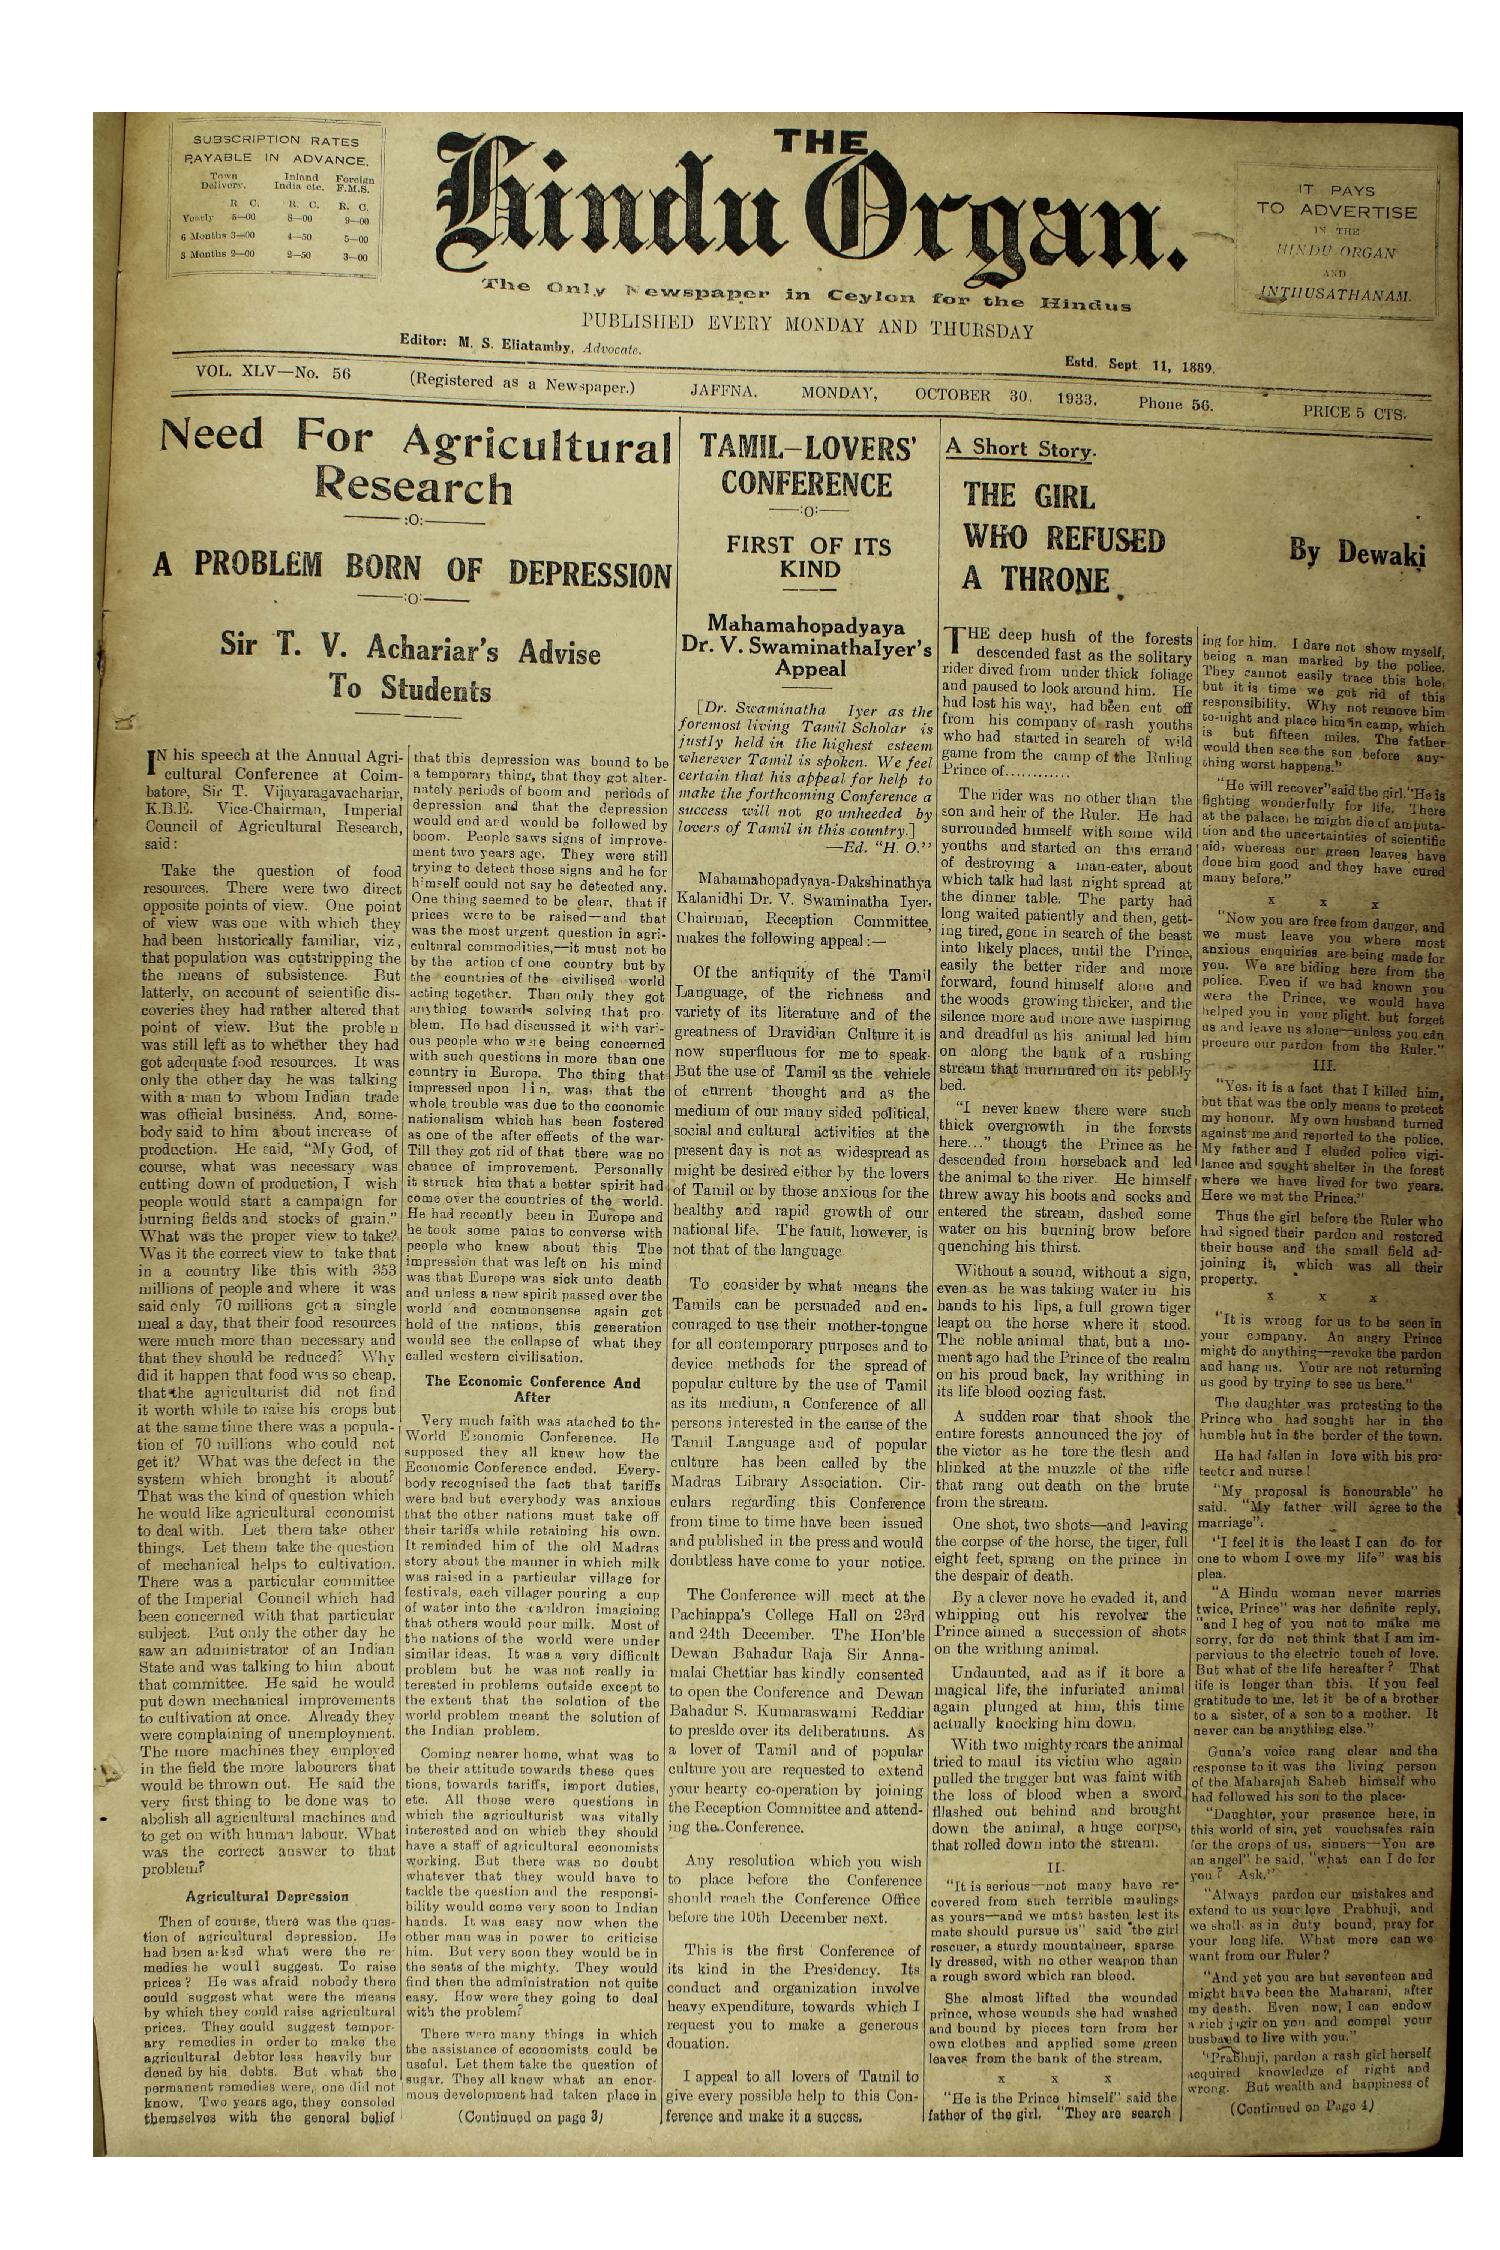 SUBSCRIPTION RATES
PAYABLE IN ADVANCE.
Town Delivery. Inland India etc. Foreign F.M.S.
R. C. R. C. R. C.
Yearly 5—00 8—00 9—00
6 Months 3—00 4—50 5—00
3 Months 2—00 2—50 3—00
THE
Hindu Organ.
The Only Newspaper in Ceylon for the Hindus
PUBLISHED EVERY MONDAY AND THURSDAY
IT PAYS
TO ADVERTISE
IN THE
HINDU ORGAN
AND
INTHUSATHANAM.
Editor: M. S. Eliatamby, Advocate.
Estd. Sept. 11, 1889.
VOL. XLV—No. 56 (Registered as a Newspaper.) JAFFNA, MONDAY, OCTOBER 30, 1933. Phone 56. PRICE 5 CTS.
Need For Agricultural
Research
:o:
A PROBLEM BORN OF DEPRESSION
:o:
Sir T. V. Achariar's Advise
To Students
IN his speech at the Annual Agri-
cultural Conference at Coim-
batore, Sir T. Vijayaragavachariar,
K.B.E. Vice-Chairman, Imperial
Council of Agricultural Research,
said:
Take the question of food
resources. There were two direct
opposite points of view. One point
of view was one with which they
had been historically familiar, viz,
that population was outstripping the
the means of subsistence. But
latterly, on account of scientific dis-
coveries they had rather altered that
point of view. But the problem
was still left as to whether they had
got adequate food resources. It was
only the other day he was talking
with a man to whom Indian trade
was official business. And, some-
body said to him about increase of
production. He said, "My God, of
course, what was necessary was
cutting down of production, I wish
people would start a campaign for
burning fields and stocks of grain."
What was the proper view to take?
Was it the correct view to take that
in a country like this with 353
millions of people and where it was
said only 70 millions got a single
meal a day, that their food resources
were much more than necessary and
that they should be reduced? Why
did it happen that food was so cheap,
that the agriculturist did not find
it worth while to raise his crops but
at the same time there was a popula-
tion of 70 millions who could not
get it? What was the defect in the
system which brought it about?
That was the kind of question which
he would like agricultural economist
to deal with. Let them take other
things. Let them take the question
of mechanical helps to cultivation.
There was a particular committee
of the Imperial Council which had
been concerned with that particular
subject. But only the other day he
saw an administrator of an Indian
State and was talking to him about
that committee. He said he would
put down mechanical improvements
to cultivation at once. Already they
were complaining of unemployment.
The more machines they employed
in the field the more labourers that
would be thrown out. He said the
very first thing to be done was to
abolish all agricultural machines and
to get on with human labour. What
was the correct answer to that
problem?
Agricultural Depression
Then of course, there was the ques-
tion of agricultural depression. He
had been asked what were the re-
medies he would suggest. To raise
prices? He was afraid nobody there
could suggest what were the means
by which they could raise agricultural
prices. They could suggest tempor-
ary remedies in order to make the
agricultural debtor less heavily bur
dened by his debts. But what the
permanent remedies were, one did not
know. Two years ago, they consoled
themselves with the general belief
that this depression was bound to be
a temporary thing, that they got alter-
nately periods of boom and periods of
depression and that the depression
would end and would be followed by
boom. People saws signs of improve-
ment two years ago. They were still
trying to detect those signs and he for
himself could not say he detected any.
One thing seemed to be clear, that if
prices were to be raised—and that
was the most urgent question in agri-
cultural commodities,—it must not be
by the action of one country but by
the countries of the civilised world
acting together. Then only they got
anything towards solving that pro-
blem. He had discussed it with vari-
ous people who were being concerned
with such questions in more than one
country in Europe. The thing that
impressed upon him, was, that the
whole trouble was due to the economic
nationalism which has been fostered
as one of the after effects of the war.
Till they got rid of that there was no
chance of improvement. Personally
it struck him that a better spirit had
come over the countries of the world.
He had recently been in Europe and
he took some pains to converse with
people who knew about this The
impression that was left on his mind
was that Europe was sick unto death
and unless a new spirit passed over the
world and commonsense again got
hold of the nations, this generation
would see the collapse of what they
called western civilisation.
The Economic Conference And
After
Very much faith was atached to the
World Economic Conference. He
supposed they all knew how the
Economic Conference ended. Every-
body recognised the fact that tariffs
were bad but everybody was anxious
that the other nations must take off
their tariffs while retaining his own.
It reminded him of the old Madras
story about the manner in which milk
was raised in a particular village for
festivals, each villager pouring a cup
of water into the cauldron imagining
that others would pour milk. Most of
the nations of the world were under
similar ideas. It was a very difficult
problem but he was not really in
terested in problems outside except to
the extent that the solution of the
world problem meant the solution of
the Indian problem.
Coming nearer home, what was to
be their attitude towards these ques
tions, towards tariffs, import duties,
etc. All those were questions in
which the agriculturist was vitally
interested and on which they should
have a staff of agricultural economists
working. But there was no doubt
whatever that they would have to
tackle the question and the responsi-
bility would come very soon to Indian
hands. It was easy now when the
other man was in power to criticise
him. But very soon they would be in
the seats of the mighty. They would
find then the administration not quite
easy. How were they going to deal
with the problem?
There were many things in which
the assistance of economists could be
useful. Let them take the question of
sugar. They all knew what an enor-
mous development had taken place in
(Continued on page 3)
TAMIL-LOVERS'
CONFERENCE
:o:
FIRST OF ITS
KIND
Mahamahopadyaya
Dr. V. SwaminathaIyer's
Appeal
[Dr. Swaminatha Iyer as the
foremost living Tamil Scholar is
justly held in the highest esteem
wherever Tamil is spoken. We feel
certain that his appeal for help to
make the forthcoming Conference a
success will not go unheeded by
lovers of Tamil in this country.]
—Ed. "H. O."
Mahamahopadyaya-Dakshinathya
Kalanidhi Dr. V. Swaminatha Iyer,
Chairman, Reception Committee,
makes the following appeal:—
Of the antiquity of the Tamil
Language, of the richness and
variety of its literature and of the
greatness of Dravidian Culture it is
now superfluous for me to speak.
But the use of Tamil as the vehicle
of current thought and as the
medium of our many sided political,
social and cultural activities at the
present day is not as widespread as
might be desired either by the lovers
of Tamil or by those anxious for the
healthy and rapid growth of our
national life. The fault, however, is
not that of the language
To consider by what means the
Tamils can be persuaded and en-
couraged to use their mother-tongue
for all contemporary purposes and to
device methods for the spread of
popular culture by the use of Tamil
as its medium, a Conference of all
persons interested in the cause of the
Tamil Language and of popular
culture has been called by the
Madras Library Association. Cir-
culars regarding this Conference
from time to time have been issued
and published in the press and would
doubtless have come to your notice.
The Conference will meet at the
Pachiappa's College Hall on 23rd
and 24th December. The Hon'ble
Dewan Bahadur Raja Sir Anna-
malai Chettiar has kindly consented
to open the Conference and Dewan
Bahadur S. Kumaraswami Reddiar
to preside over its deliberations. As
a lover of Tamil and of popular
culture you are requested to extend
your hearty co-operation by joining
the Reception Committee and attend-
ing the Conference.
Any resolution which you wish
to place before the Conference
should reach the Conference Office
before the 10th December next.
This is the first Conference of
its kind in the Presidency. Its
conduct and organization involve
heavy expenditure, towards which I
request you to make a generous
donation.
I appeal to all lovers of Tamil to
give every possible help to this Con-
ference and make it a succss.
A Short Story.
THE GIRL
WHO REFUSED
A THRONE
By Dewaki
THE deep hush of the forests
descended fast as the solitary
rider dived from under thick foliage
and paused to look around him. He
had lost his way, had been cut off
from his company of rash youths
who had started in search of wild
game from the camp of the Ruling
Prince of............
The rider was no other than the
son and heir of the Ruler. He had
surrounded himself with some wild
youths and started on this errand
of destroying a man-eater, about
which talk had last night spread at
the dinner table. The party had
long waited patiently and then, gett-
ing tired, gone in search of the beast
into likely places, until the Prince,
easily the better rider and more
forward, found himself alone and
the woods growing thicker, and the
silence more and more awe inspiring
and dreadful as his animal led him
on along the bank of a rushing
stream that murmured on its pebbly
bed.
"I never knew there were such
thick overgrowth in the forests
here..." thougt the Prince as he
descended from horseback and led
the animal to the river. He himself
threw away his boots and socks and
entered the stream, dashed some
water on his burning brow before
quenching his thirst.
Without a sound, without a sign,
even as he was taking water in his
hands to his lips, a full grown tiger
leapt on the horse where it stood.
The noble animal that, but a mo-
ment ago had the Prince of the realm
on his proud back, lay writhing in
its life blood oozing fast.
A sudden roar that shook the
entire forests announced the joy of
the victor as he tore the flesh and
blinked at the muzzle of the rifle
that rang out death on the brute
from the stream.
One shot, two shots—and leaving
the corpse of the horse, the tiger, full
eight feet, sprang on the prince in
the despair of death.
By a clever nove he evaded it, and
whipping out his revolver the
Prince aimed a succession of shots
on the writhing animal.
Undaunted, and as if it bore a
magical life, the infuriated animal
again plunged at him, this time
actually knocking him down.
With two mighty roars the animal
tried to maul its victim who again
pulled the trigger but was faint with
the loss of blood when a sword
fllashed out behind and brought
down the animal, a huge corpse,
that rolled down into the stream.
II.
"It is serious—not many have re-
covered from such terrible maulings
as yours—and we must hasten lest its
mate should pursue us" said the girl
rescuer, a sturdy mountaineer, sparse
ly dressed, with no other weapon than
a rough sword which ran blood.
She almost lifted the wounded
prince, whose wounds she had washed
and bound by pieces torn from her
own clothes and applied some green
leaves from the bank of the stream.
x x x
"He is the Prince himself" said the
father of the girl. "They are search
ing for him. I dare not show myself,
being a man marked by the police.
They cannot easily trace this hole,
but it is time we got rid of this
responsibility. Why not remove him
to-night and place him in camp, which
is but fifteen miles. The father
would then see the son before any-
thing worst happens."
"He will recover" said the girl. "He is
fighting wonderfully for life. There
at the palace, he might die of amputa-
tion and the uncertainties of scientific
aid, whereas our green leaves have
done him good and they have cured
many before."
x x x
"Now you are free from danger, and
we must leave you where most
anxious enquiries are being made for
you. We are hiding here from the
police. Even if we had known you
were the Prince, we would have
helped you in your plight. but forget
us and leave us alone—unless you can
procure our pardon from the Ruler."
III.
"Yes, it is a fact that I killed him,
but that was the only means to protect
my honour. My own husband turned
against me and reported to the police.
My father and I eluded police vigi-
lance and sought shelter in the forest
where we have lived for two years.
Here we met the Prince."
Thus the girl before the Ruler who
had signed their pardon and restored
their house and the small field ad-
joining it, which was all their
property.
x x x
"It is wrong for us to be seen in
your company. An angry Prince
might do anything—revoke the pardon
and hang us. Your are not returning
us good by trying to see us here."
The daughter was protesting to the
Prince who had sought her in the
humble hut in the border of the town.
He had fallen in love with his pro-
tector and nurse!
"My proposal is honourable" he
said. "My father will agree to the
marriage".
"I feel it is the least I can do for
one to whom I owe my life" was his
plea.
"A Hindu woman never marries
twice, Prince" was her definite reply,
"and I beg of you not to make me
sorry, for do not think that I am im-
pervious to the electric touch of love.
But what of the life hereafter? That
life is longer than this. If you feel
gratitude to me, let it be of a brother
to a sister, of a son to a mother. It
never can be anything else."
Guna's voice rang clear and the
response to it was the living person
of the Maharajah Saheb himself who
had followed his son to the place.
"Daughter, your presence here, in
this world of sin, yet vouchsafes rain
for the crops of us, sinners—You are
an angel" he said, "what can I do for
you? Ask."
"Always pardon our mistakes and
extend to us your love Prabhuji, and
we shall, as in duty bound, pray for
your long life. What more can we
want from our Ruler?
"And yet you are but seventeen and
might have been the Maharani, after
my death. Even now, I can endow
a rich jagir on you and compel your
husband to live with you."
"Prabhuji, pardon a rash girl herself
acquired knowledge of right and
wrong. But wealth and happiness of
(Continued on Page 4)